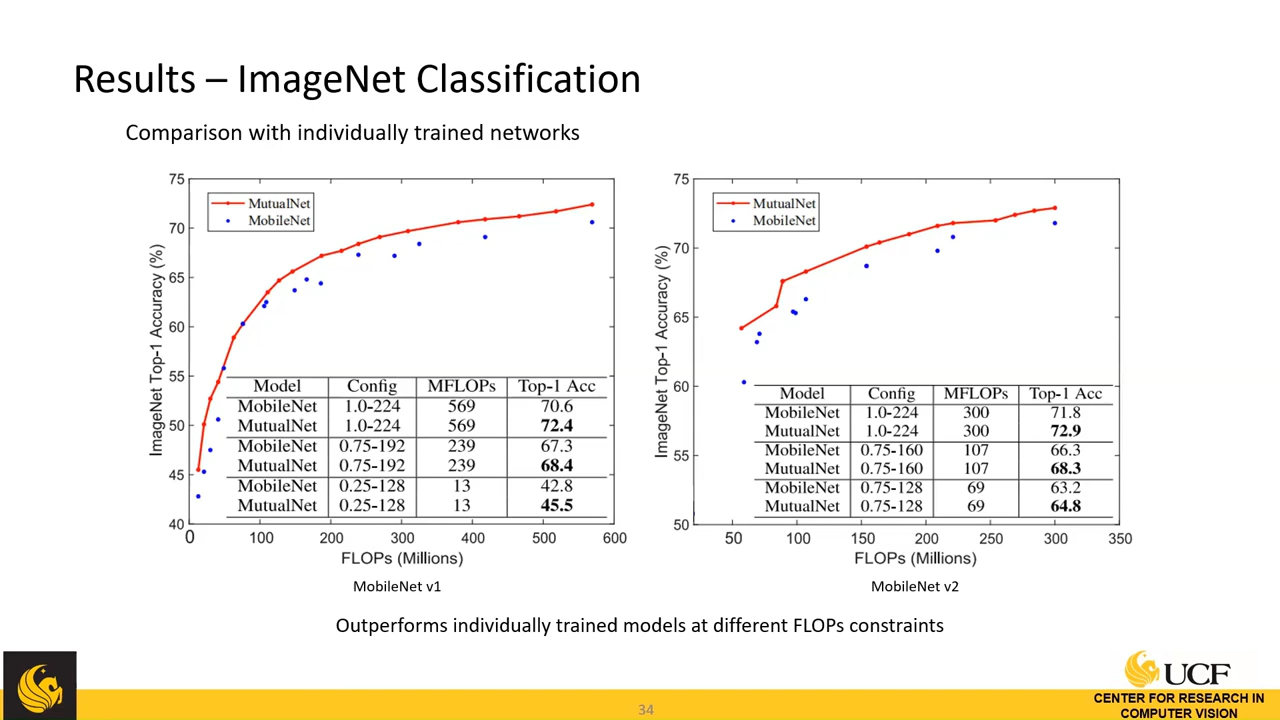 Results – ImageNet Classification
Comparison with individually trained networks
75
70
65
60
55
50
45
40
ImageNet Top-1 Accuracy (%)
MutualNet
MobileNet
Model Config MFLOPs Top-1 Acc
MobileNet 1.0-224 569 70.6
MutualNet 1.0-224 569 72.4
MobileNet 0.75-192 239 67.3
MutualNet 0.75-192 239 68.4
MobileNet 0.25-128 13 42.8
MutualNet 0.25-128 13 45.5
0 100 200 300 400 500 600
FLOPs (Millions)
MobileNet v1
75
70
65
60
55
50
ImageNet Top-1 Accuracy (%)
MutualNet
MobileNet
Model Config MFLOPs Top-1 Acc
MobileNet 1.0-224 300 71.8
MutualNet 1.0-224 300 72.9
MobileNet 0.75-160 107 66.3
MutualNet 0.75-160 107 68.3
MobileNet 0.75-128 69 63.2
MutualNet 0.75-128 69 64.8
50 100 150 200 250 300 350
FLOPs (Millions)
MobileNet v2
Outperforms individually trained models at different FLOPs constraints
34
UCF
CENTER FOR RESEARCH IN
COMPUTER VISION